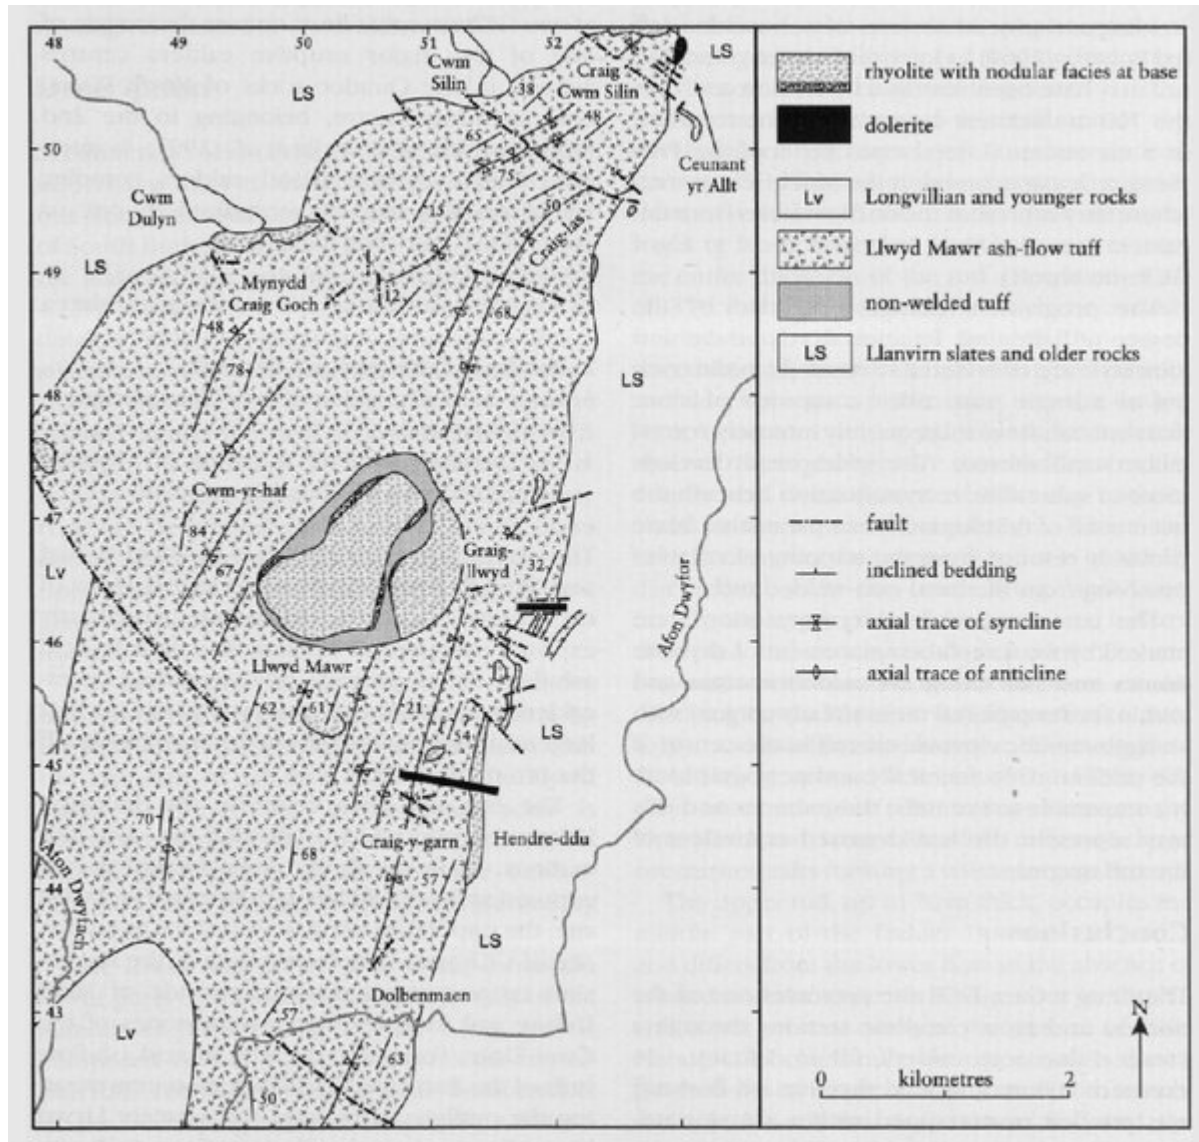 48
49
50
51
52
Cwm
Silin
LS
38
Craig
Cwm Silin
LS
48
65
75
50
Cwm
Dulyn
15
50
Ceunant
yr Allt
LS
49
Mynydd
Craig Goch
12
68
48
78
LS
48
Cwm-yr-haf
47
84
67
Graig-
llwyd
32
Lv
46
Llwyd Mawr
62
61
21
54
LS
45
70
Craig-y-garn
Hendre-ddu
68
57
44
Afon Dwyfach
LS
Dolbenmaen
43
57
63
Lv
50
Afon Dwyfor
rhyolite with nodular facies at base
dolerite
Lv
Longvillian and younger rocks
Llwyd Mawr ash-flow tuff
non-welded tuff
LS
Llanvirn slates and older rocks
fault
inclined bedding
axial trace of syncline
axial trace of anticline
N
0 kilometres 2